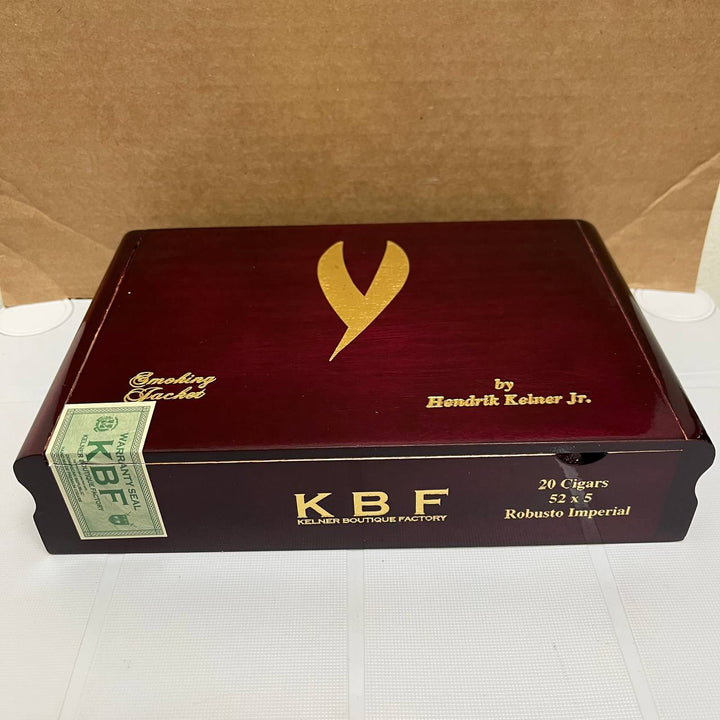 Smoking
Jacket
by
Hendrik Kelner Jr.
WARRANTY SEAL
KBF
KELNER BOUTIQUE FACTORY
K B F
KELNER BOUTIQUE FACTORY
20 Cigars
52 x 5
Robusto Imperial